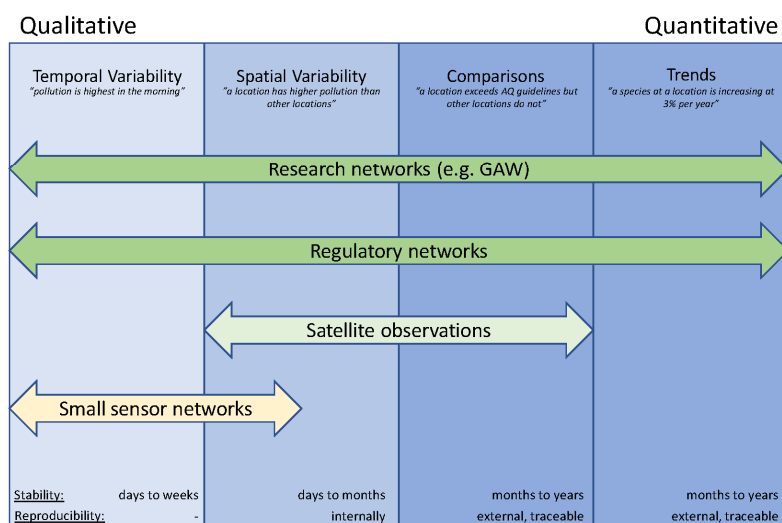 Qualitative
Quantitative
Temporal Variability
"pollution is highest in the morning"
Spatial Variability
"a location has higher pollution than
other locations"
Comparisons
"a location exceeds AQ guidelines but
other locations do not"
Trends
"a species at a location is increasing at
3% per year"
Research networks (e.g. GAW)
Regulatory networks
Satellite observations
Small sensor networks
Stability: days to weeks days to months months to years months to years
Reproducibility: - internally external, traceable external, traceable